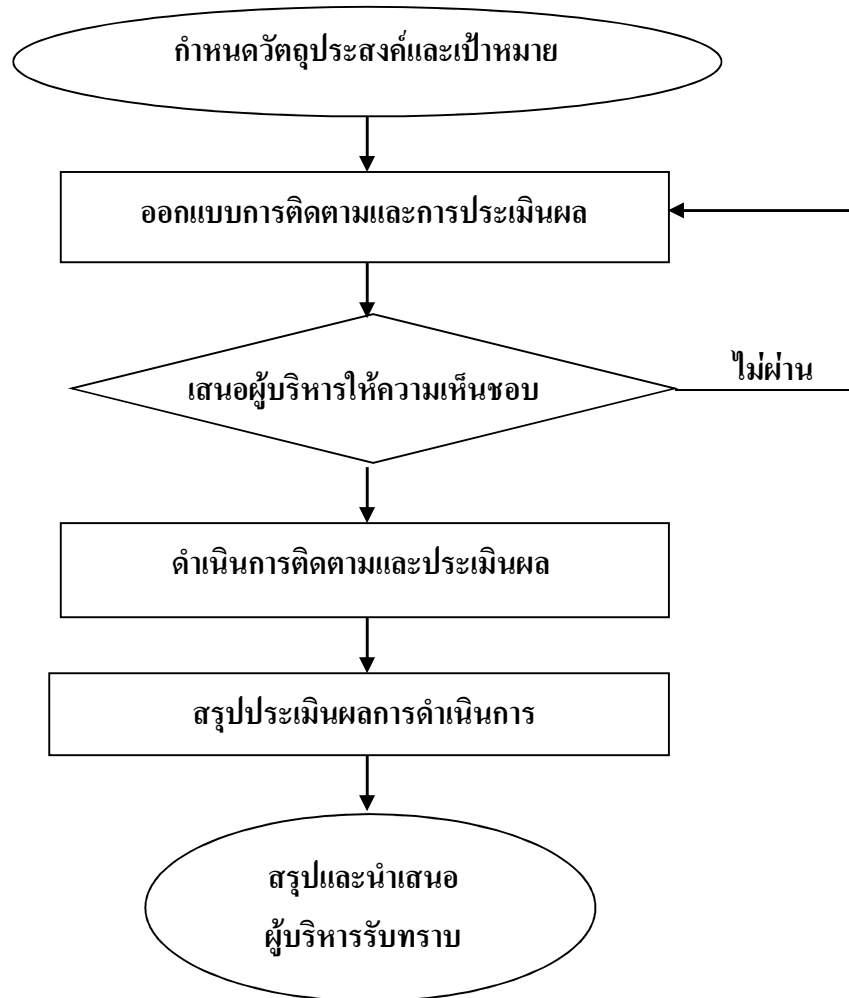 กำหนดวัตถุประสงค์และเป้าหมาย
ออกแบบการติดตามและการประเมินผล
เสนอผู้บริหารให้ความเห็นชอบ
ไม่ผ่าน
ดำเนินการติดตามและประเมินผล
สรุปประเมินผลการดำเนินการ
สรุปและนำเสนอ
ผู้บริหารรับทราบ